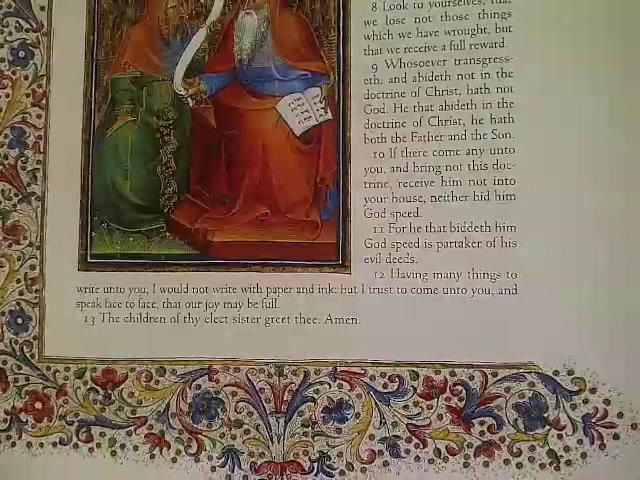 8 Look to yourselves, that
we lose not those things
which we have wrought, but
that we receive a full reward.
9 Whosoever transgress-
eth, and abideth not in the
doctrine of Christ, hath not
God. He that abideth in the
doctrine of Christ, he hath
both the Father and the Son.
10 If there come any unto
you, and bring not this doc-
trine, receive him not into
your house, neither bid him
God speed.
11 For he that biddeth him
God speed is partaker of his
evil deeds.
12 Having many things to
write unto you, I would not write with paper and ink: but I trust to come unto you, and
speak face to face, that our joy may be full.
13 The children of thy elect sister greet thee. Amen.